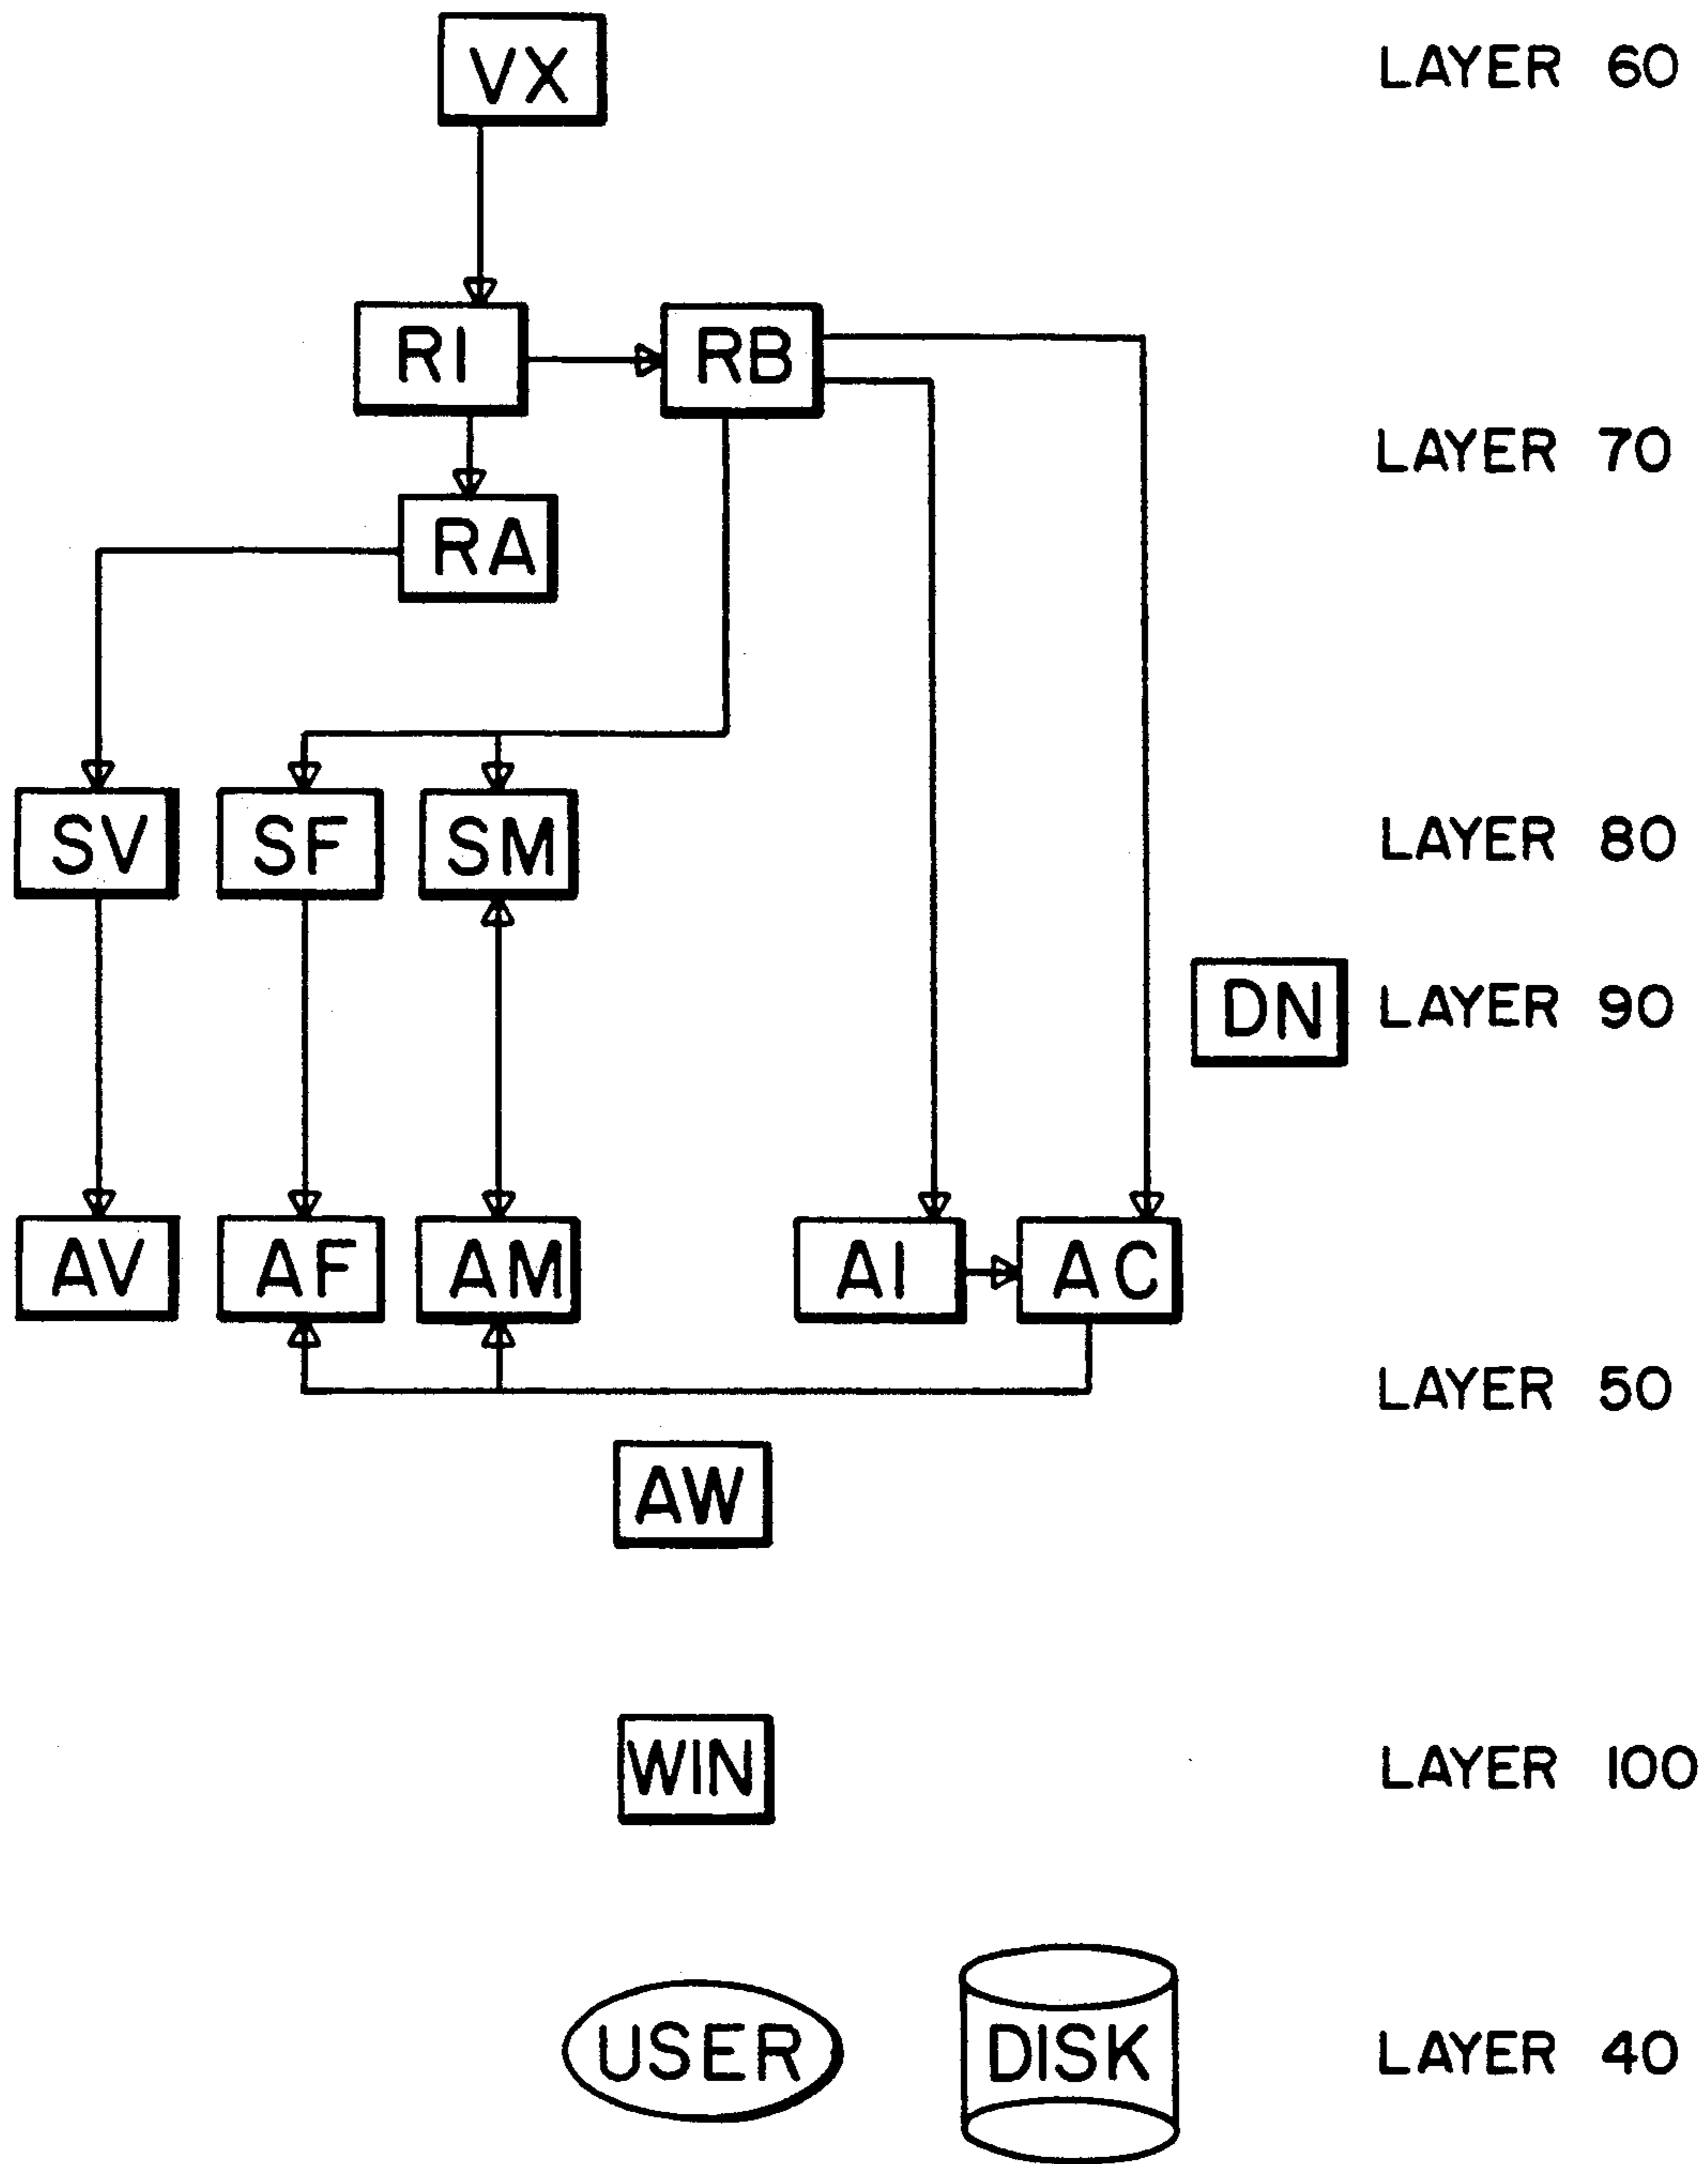 VX
LAYER 60
RI
RB
LAYER 70
RA
SV
SF
SM
LAYER 80
DN
LAYER 90
AV
AF
AM
AI
AC
LAYER 50
AW
WIN
LAYER 100
USER
DISK
LAYER 40